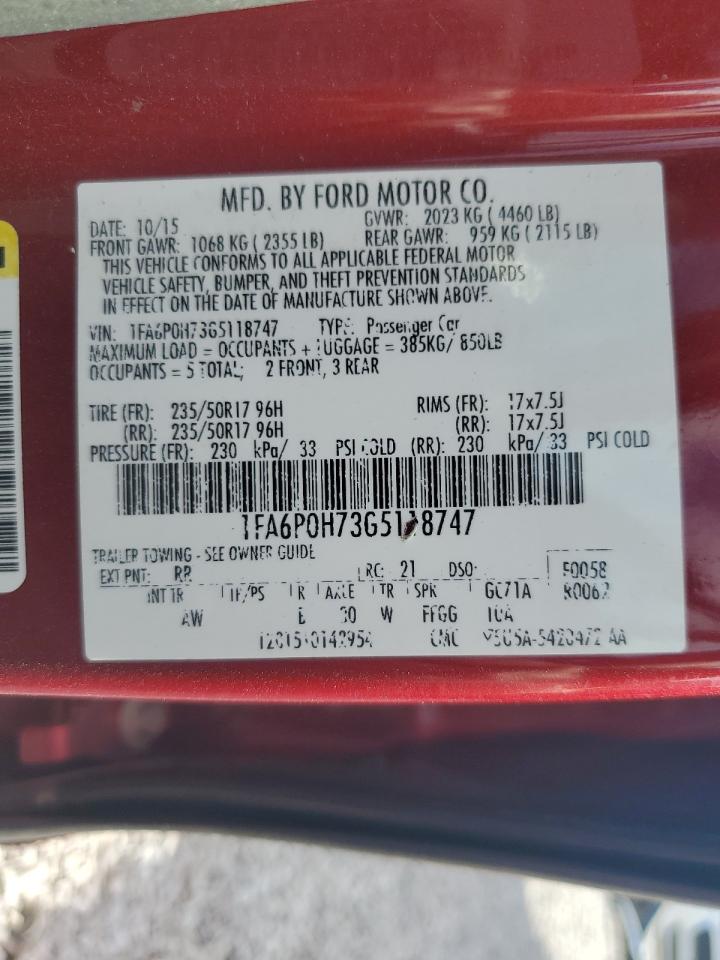 MFD. BY FORD MOTOR CO.
DATE: 10/15 GVWR: 2023 KG ( 4460 LB)
FRONT GAWR: 1068 KG ( 2355 LB) REAR GAWR: 959 KG ( 2115 LB)
THIS VEHICLE CONFORMS TO ALL APPLICABLE FEDERAL MOTOR
VEHICLE SAFETY, BUMPER, AND THEFT PREVENTION STANDARDS
IN EFFECT ON THE DATE OF MANUFACTURE SHOWN ABOVE.
VIN: 1FA6P0H73G5118747 TYPE: Passenger Car
MAXIMUM LOAD = OCCUPANTS + LUGGAGE = 385KG/ 850LB
OCCUPANTS = 5 TOTAL; 2 FRONT, 3 REAR
TIRE (FR): 235/50R17 96H RIMS (FR): 17x7.5J
(RR): 235/50R17 96H (RR): 17x7.5J
PRESSURE (FR): 230 kPa/ 33 PSI COLD (RR): 230 kPa/ 33 PSI COLD
1FA6P0H73G5118747
TRAILER TOWING - SEE OWNER GUIDE
EXT PNT: RR RC: 21 DSO: F0058
INT TR TP/PS R AXLE TR SPR GC71A R0062
AW E 30 W FFGG 10A